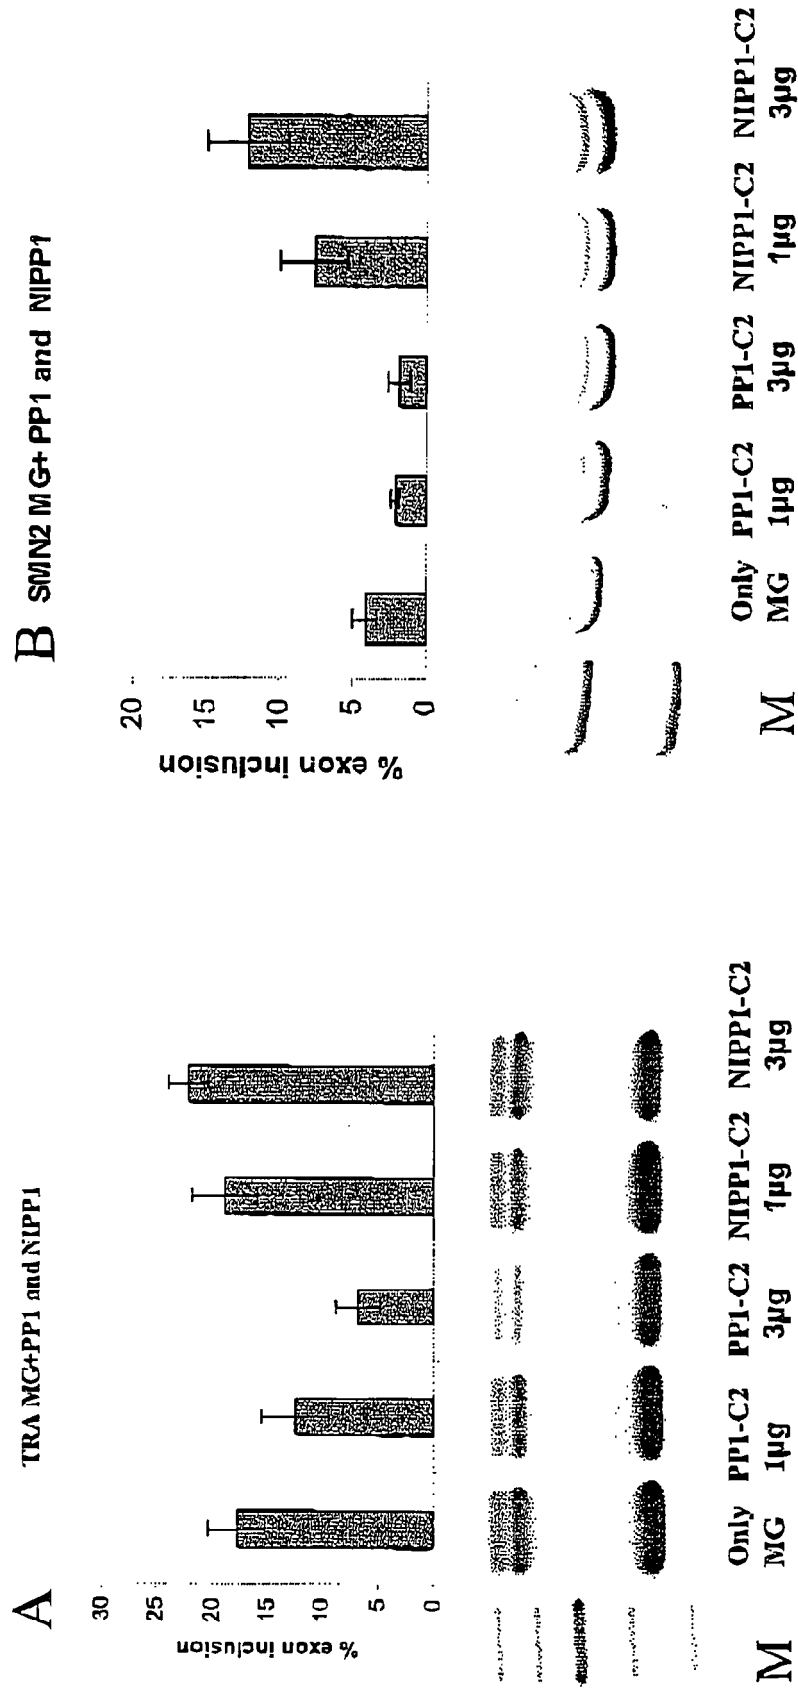 A
TRA MG+PP1 and NIPP1
% exon inclusion
30
25
20
15
10
5
0
M
Only MG
PP1-C2 1µg
PP1-C2 3µg
NIPP1-C2 1µg
NIPP1-C2 3µg
B
SMN2 MG+ PP1 and NIPP1
% exon inclusion
20
15
10
5
0
M
Only MG
PP1-C2 1µg
PP1-C2 3µg
NIPP1-C2 1µg
NIPP1-C2 3µg